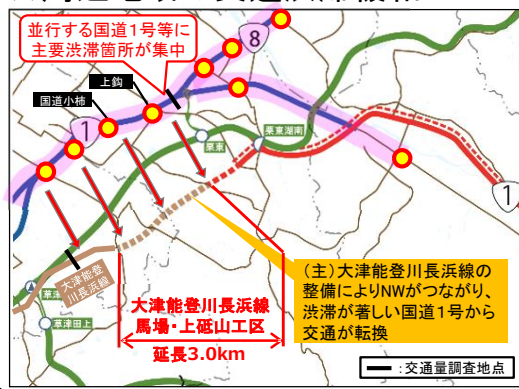 並行する国道1号等に
主要渋滞箇所が集中
8
上鈎
国道小柿
1
栗東湖南
栗東
1
大津能登
川長浜線
草津田上
大津能登川長浜線
馬場・上砥山工区
延長3.0km
(主)大津能登川長浜線の
整備によりNWがつながり、
渋滞が著しい国道1号から
交通が転換
:交通量調査地点